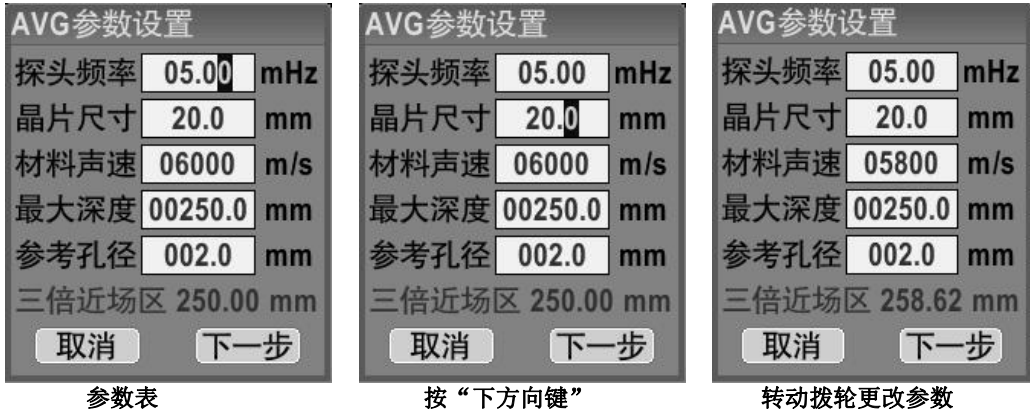 AVG参数设置
探头频率 05.00 mHz
晶片尺寸 20.0 mm
材料声速 06000 m/s
最大深度 00250.0 mm
参考孔径 002.0 mm
三倍近场区 250.00 mm
取消 下一步
参数表
AVG参数设置
探头频率 05.00 mHz
晶片尺寸 20.0 mm
材料声速 06000 m/s
最大深度 00250.0 mm
参考孔径 002.0 mm
三倍近场区 250.00 mm
取消 下一步
按“下方向键”
AVG参数设置
探头频率 05.00 mHz
晶片尺寸 20.0 mm
材料声速 05800 m/s
最大深度 00250.0 mm
参考孔径 002.0 mm
三倍近场区 258.62 mm
取消 下一步
转动拨轮更改参数